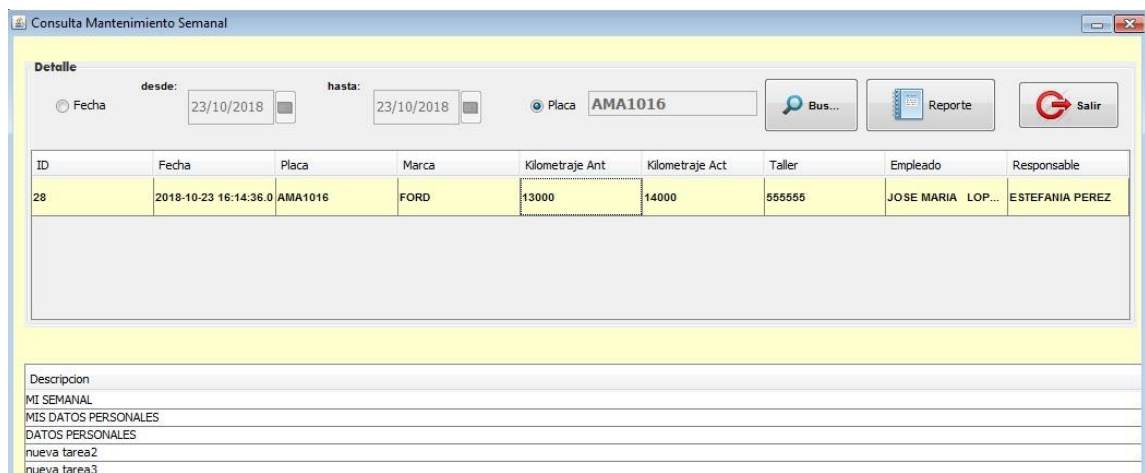 Consulta Mantenimiento Semanal
Detalle
desde: hasta:
Fecha 23/10/2018 23/10/2018 Placa AMA1016 Bus... Reporte Salir
ID Fecha Placa Marca Kilometraje Ant Kilometraje Act Taller Empleado Responsable
28 2018-10-23 16:14:36.0 AMA1016 FORD 13000 14000 555555 JOSE MARIA LOP... ESTEFANIA PEREZ
Descripcion
MI SEMANAL
MIS DATOS PERSONALES
DATOS PERSONALES
nueva tarea2
nueva tarea3